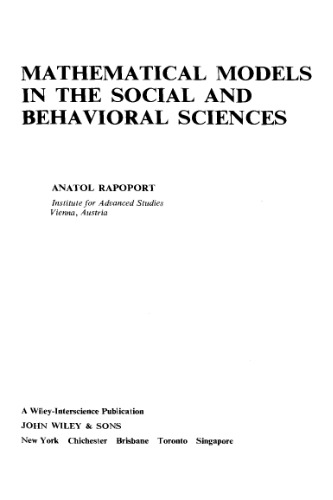 MATHEMATICAL MODELS
IN THE SOCIAL AND
BEHAVIORAL SCIENCES
ANATOL RAPOPORT
Institute for Advanced Studies
Vienna, Austria
A Wiley-Interscience Publication
JOHN WILEY & SONS
New York Chichester Brisbane Toronto Singapore